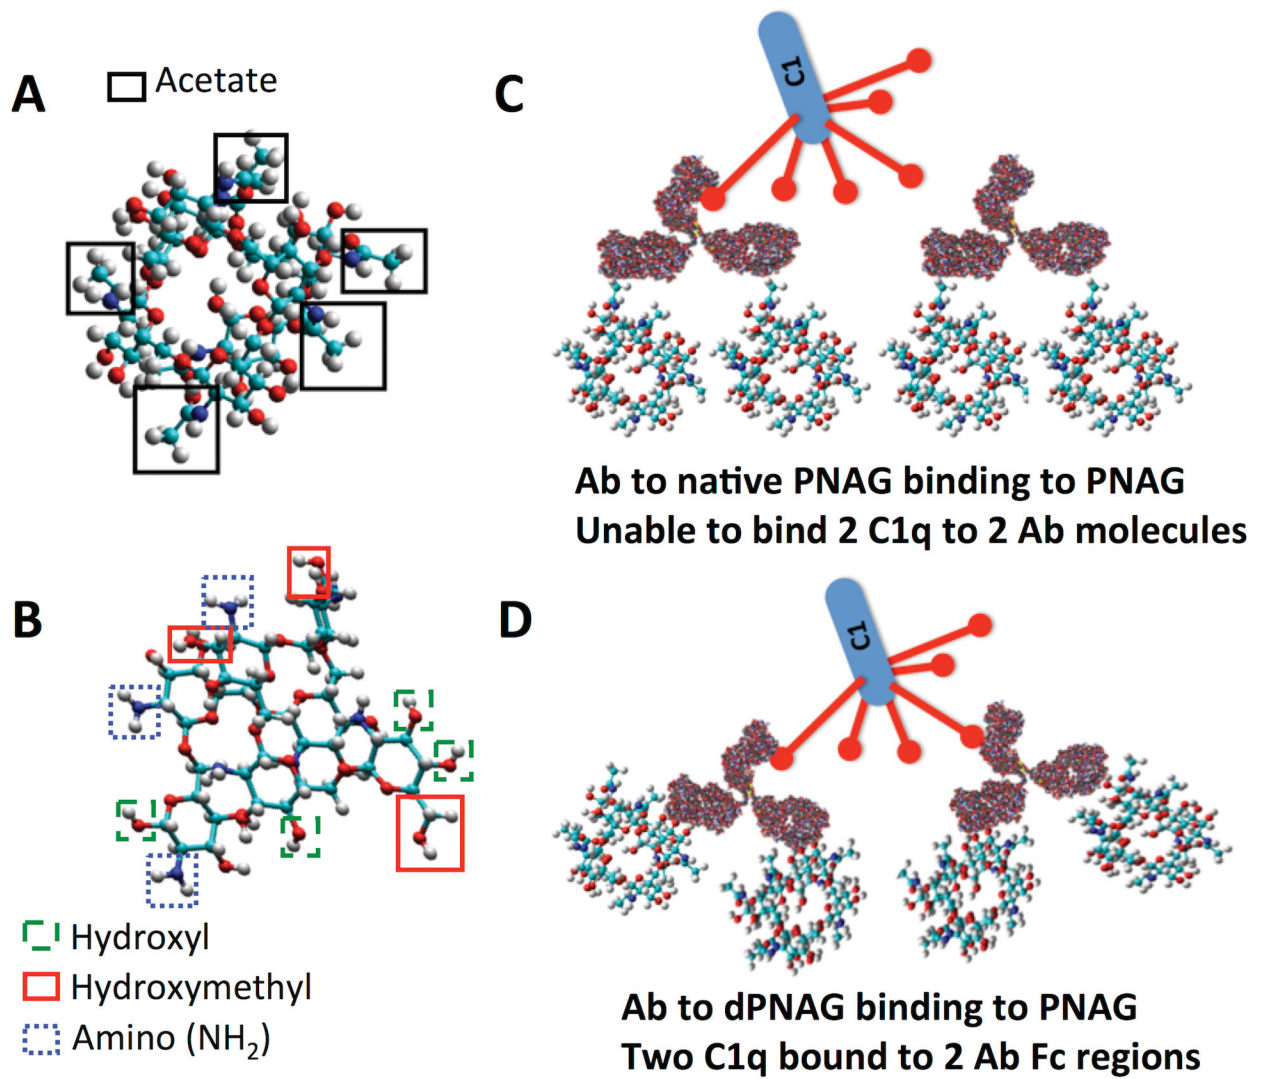 A
Acetate
B
Hydroxyl
Hydroxymethyl
Amino (NH₂)
C
C1
Ab to native PNAG binding to PNAG
Unable to bind 2 C1q to 2 Ab molecules
D
C1
Ab to dPNAG binding to PNAG
Two C1q bound to 2 Ab Fc regions